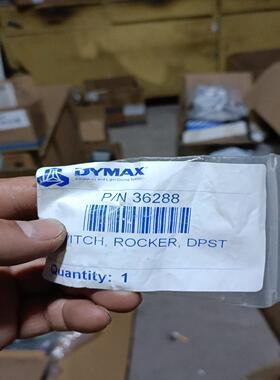 DYMAX
P/N 36288
ITCH, ROCKER, DPST
Quantity: 1